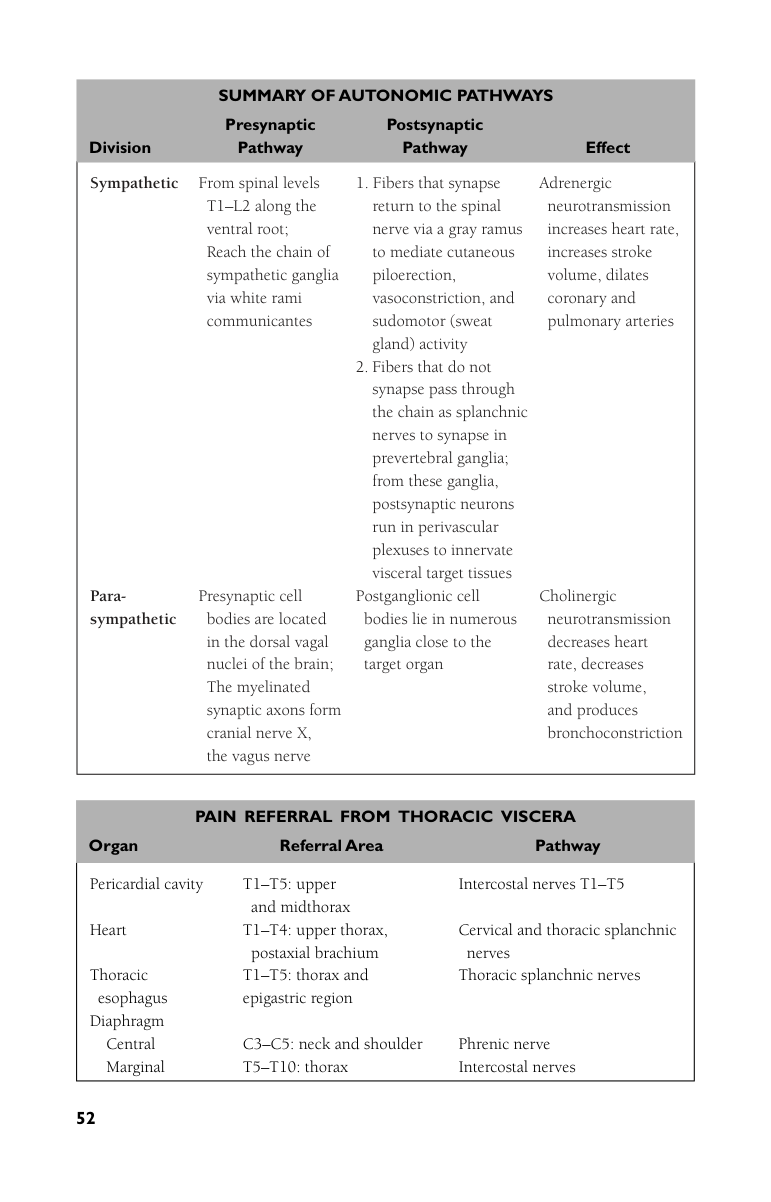 SUMMARY OF AUTONOMIC PATHWAYS
Presynaptic Postsynaptic
Division Pathway Pathway Effect
Sympathetic From spinal levels 1. Fibers that synapse Adrenergic
T1–L2 along the return to the spinal neurotransmission
ventral root; nerve via a gray ramus increases heart rate,
Reach the chain of to mediate cutaneous increases stroke
sympathetic ganglia piloerection, volume, dilates
via white rami vasoconstriction, and coronary and
communicantes sudomotor (sweat pulmonary arteries
gland) activity
2. Fibers that do not
synapse pass through
the chain as splanchnic
nerves to synapse in
prevertebral ganglia;
from these ganglia,
postsynaptic neurons
run in perivascular
plexuses to innervate
visceral target tissues
Para- Presynaptic cell Postganglionic cell Cholinergic
sympathetic bodies are located bodies lie in numerous neurotransmission
in the dorsal vagal ganglia close to the decreases heart
nuclei of the brain; target organ rate, decreases
The myelinated stroke volume,
synaptic axons form and produces
cranial nerve X, bronchoconstriction
the vagus nerve
PAIN REFERRAL FROM THORACIC VISCERA
Organ Referral Area Pathway
Pericardial cavity T1–T5: upper Intercostal nerves T1–T5
and midthorax
Heart T1–T4: upper thorax, Cervical and thoracic splanchnic
postaxial brachium nerves
Thoracic T1–T5: thorax and Thoracic splanchnic nerves
esophagus epigastric region
Diaphragm
Central C3–C5: neck and shoulder Phrenic nerve
Marginal T5–T10: thorax Intercostal nerves
52